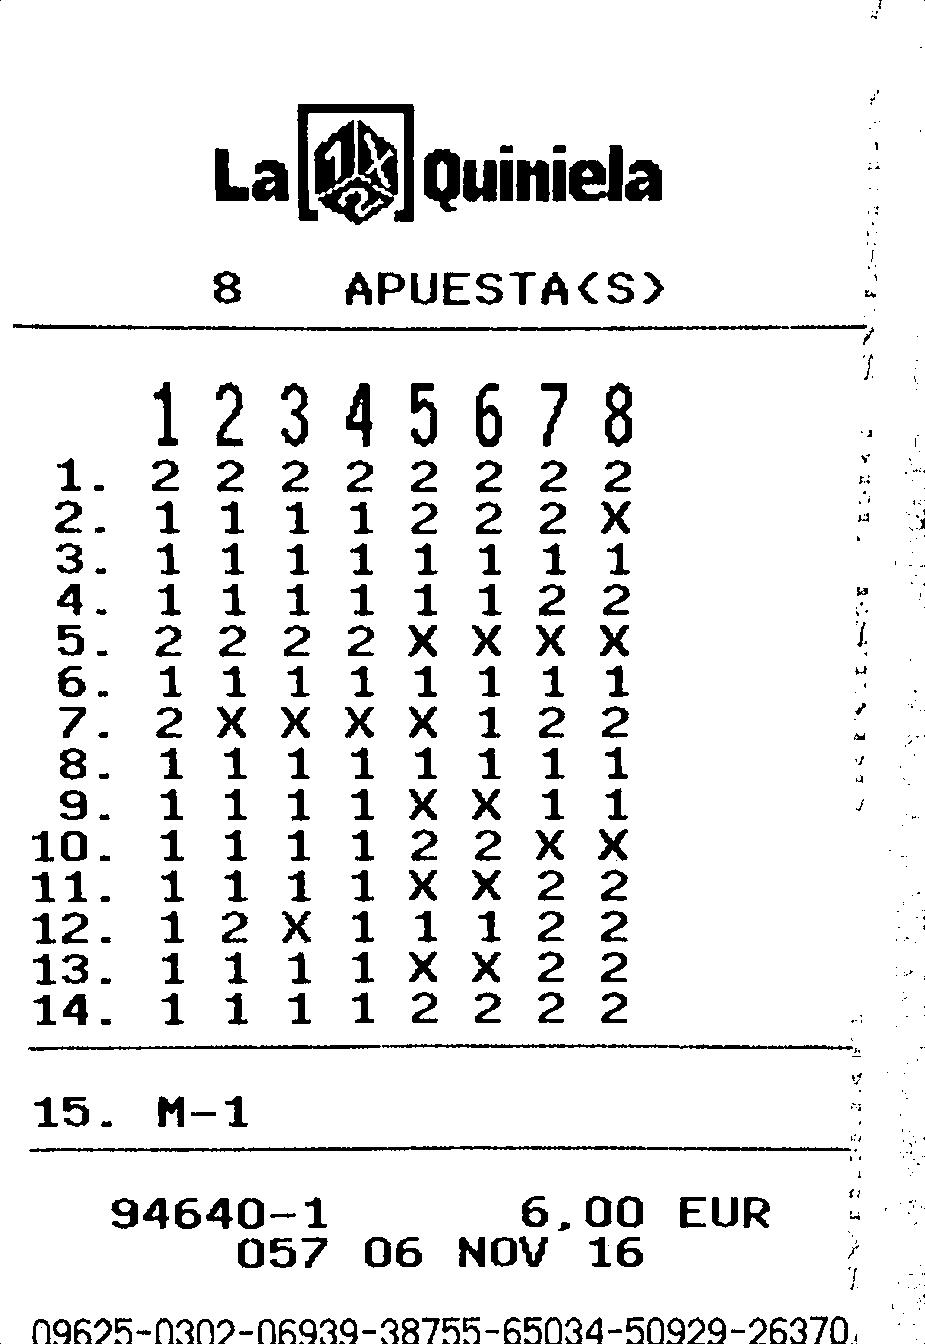 La 1X2 Quiniela
8 APUESTA(S)
1 2 3 4 5 6 7 8
1. 2 2 2 2 2 2 2 2
2. 1 1 1 1 2 2 2 X
3. 1 1 1 1 1 1 1 1
4. 1 1 1 1 1 1 2 2
5. 2 2 2 2 X X X X
6. 1 1 1 1 1 1 1 1
7. 2 X X X X 1 2 2
8. 1 1 1 1 1 1 1 1
9. 1 1 1 1 X X 1 1
10. 1 1 1 1 2 2 X X
11. 1 1 1 1 X X 2 2
12. 1 2 X 1 1 1 2 2
13. 1 1 1 1 X X 2 2
14. 1 1 1 1 2 2 2 2
15. M-1
94640-1 6,00 EUR
057 06 NOV 16
09625-0302-06939-38755-65034-50929-26370